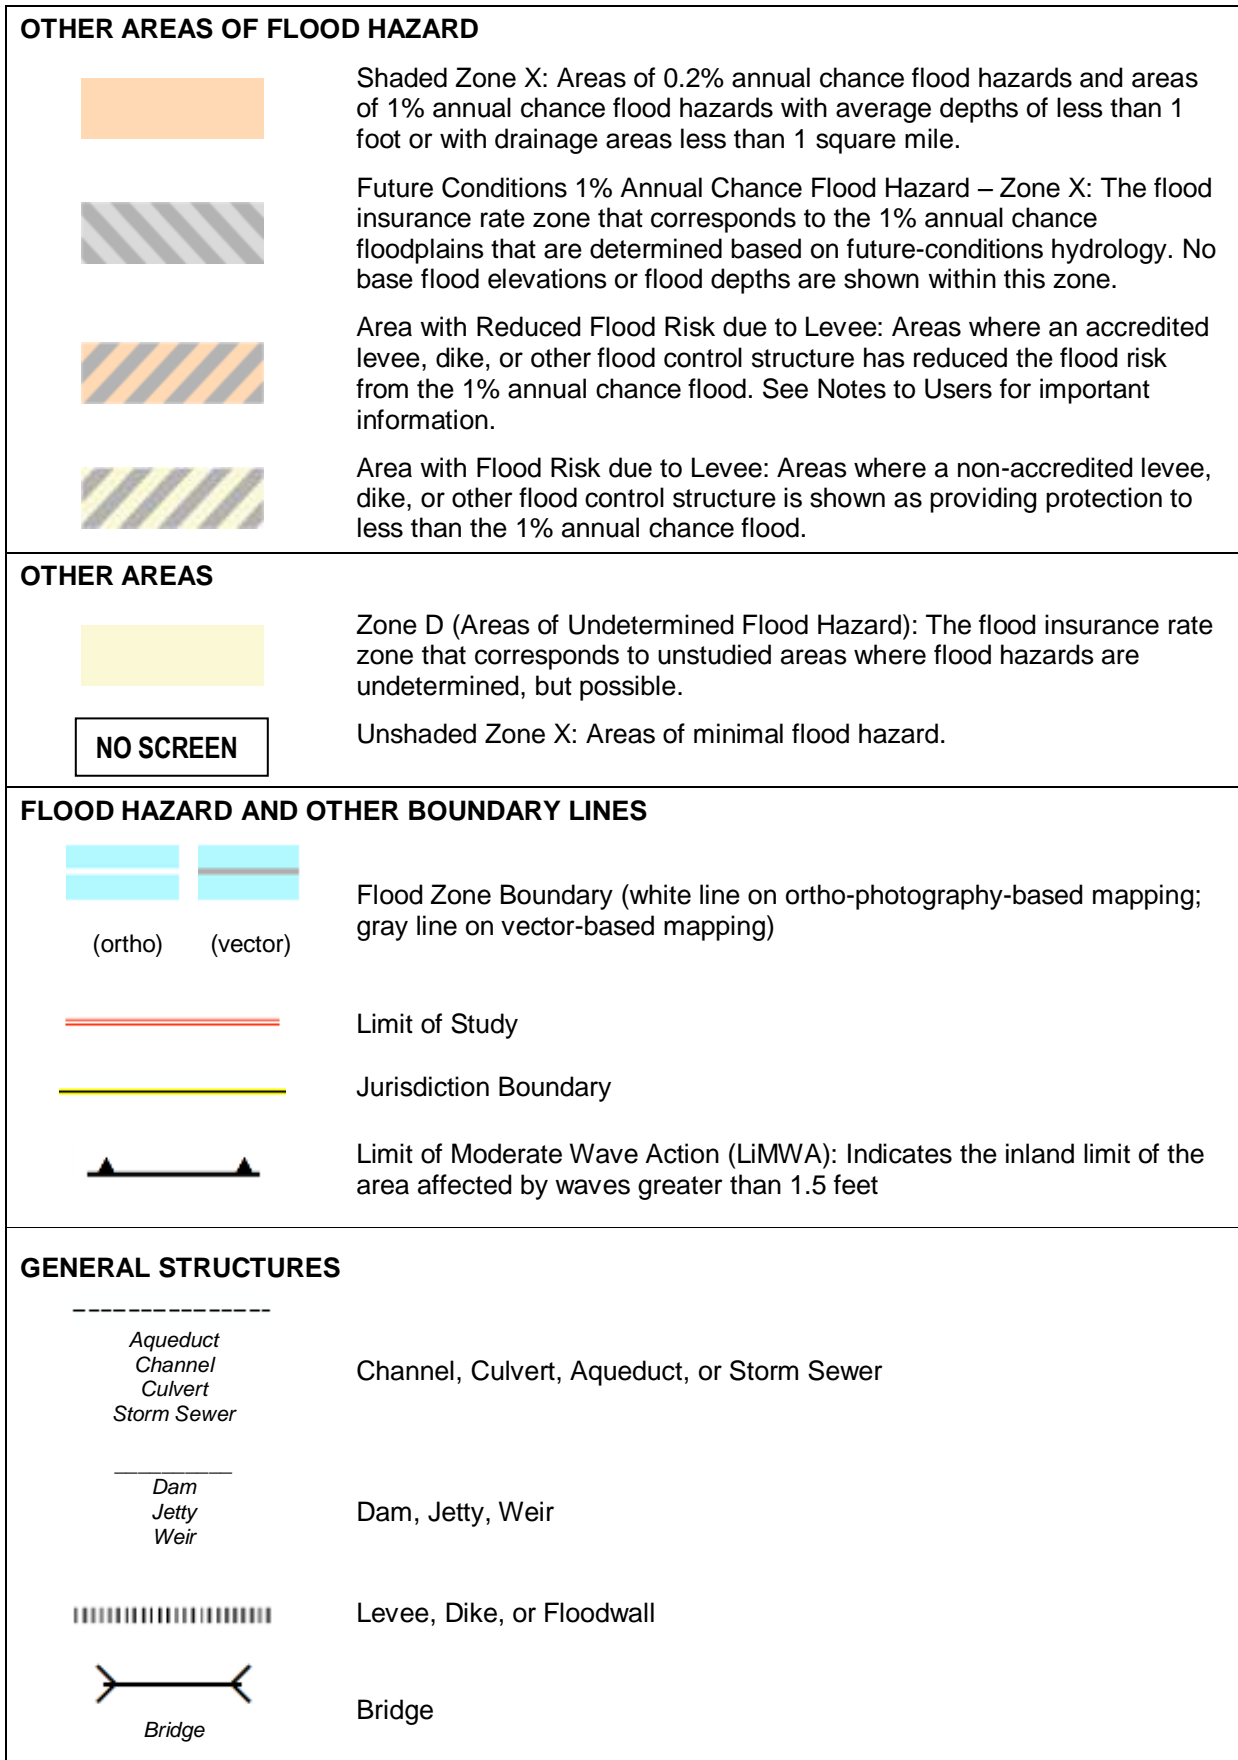 OTHER AREAS OF FLOOD HAZARD
Shaded Zone X: Areas of 0.2% annual chance flood hazards and areas
of 1% annual chance flood hazards with average depths of less than 1
foot or with drainage areas less than 1 square mile.
Future Conditions 1% Annual Chance Flood Hazard – Zone X: The flood
insurance rate zone that corresponds to the 1% annual chance
floodplains that are determined based on future-conditions hydrology. No
base flood elevations or flood depths are shown within this zone.
Area with Reduced Flood Risk due to Levee: Areas where an accredited
levee, dike, or other flood control structure has reduced the flood risk
from the 1% annual chance flood. See Notes to Users for important
information.
Area with Flood Risk due to Levee: Areas where a non-accredited levee,
dike, or other flood control structure is shown as providing protection to
less than the 1% annual chance flood.
OTHER AREAS
Zone D (Areas of Undetermined Flood Hazard): The flood insurance rate
zone that corresponds to unstudied areas where flood hazards are
undetermined, but possible.
NO SCREEN
Unshaded Zone X: Areas of minimal flood hazard.
FLOOD HAZARD AND OTHER BOUNDARY LINES
(ortho) (vector)
Flood Zone Boundary (white line on ortho-photography-based mapping;
gray line on vector-based mapping)
Limit of Study
Jurisdiction Boundary
Limit of Moderate Wave Action (LiMWA): Indicates the inland limit of the
area affected by waves greater than 1.5 feet
GENERAL STRUCTURES
Aqueduct
Channel
Culvert
Storm Sewer
Channel, Culvert, Aqueduct, or Storm Sewer
Dam
Jetty
Weir
Dam, Jetty, Weir
Levee, Dike, or Floodwall
Bridge
Bridge